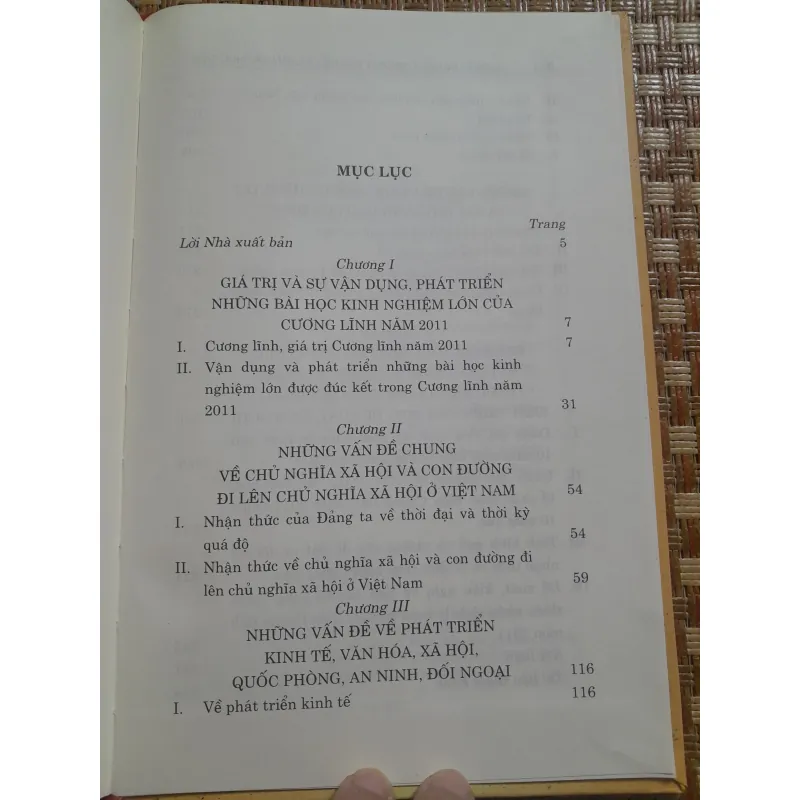 MỤC LỤC
Trang
Lời Nhà xuất bản 5
Chương I
GIÁ TRỊ VÀ SỰ VẬN DỤNG, PHÁT TRIỂN
NHỮNG BÀI HỌC KINH NGHIỆM LỚN CỦA
CƯƠNG LĨNH NĂM 2011 7
I. Cương lĩnh, giá trị Cương lĩnh năm 2011 7
II. Vận dụng và phát triển những bài học kinh
nghiệm lớn được đúc kết trong Cương lĩnh năm
2011 31
Chương II
NHỮNG VẤN ĐỀ CHUNG
VỀ CHỦ NGHĨA XÃ HỘI VÀ CON ĐƯỜNG
ĐI LÊN CHỦ NGHĨA XÃ HỘI Ở VIỆT NAM 54
I. Nhận thức của Đảng ta về thời đại và thời kỳ
quá độ 54
II. Nhận thức về chủ nghĩa xã hội và con đường đi
lên chủ nghĩa xã hội ở Việt Nam 59
Chương III
NHỮNG VẤN ĐỀ VỀ PHÁT TRIỂN
KINH TẾ, VĂN HÓA, XÃ HỘI,
QUỐC PHÒNG, AN NINH, ĐỐI NGOẠI 116
I. Về phát triển kinh tế 116